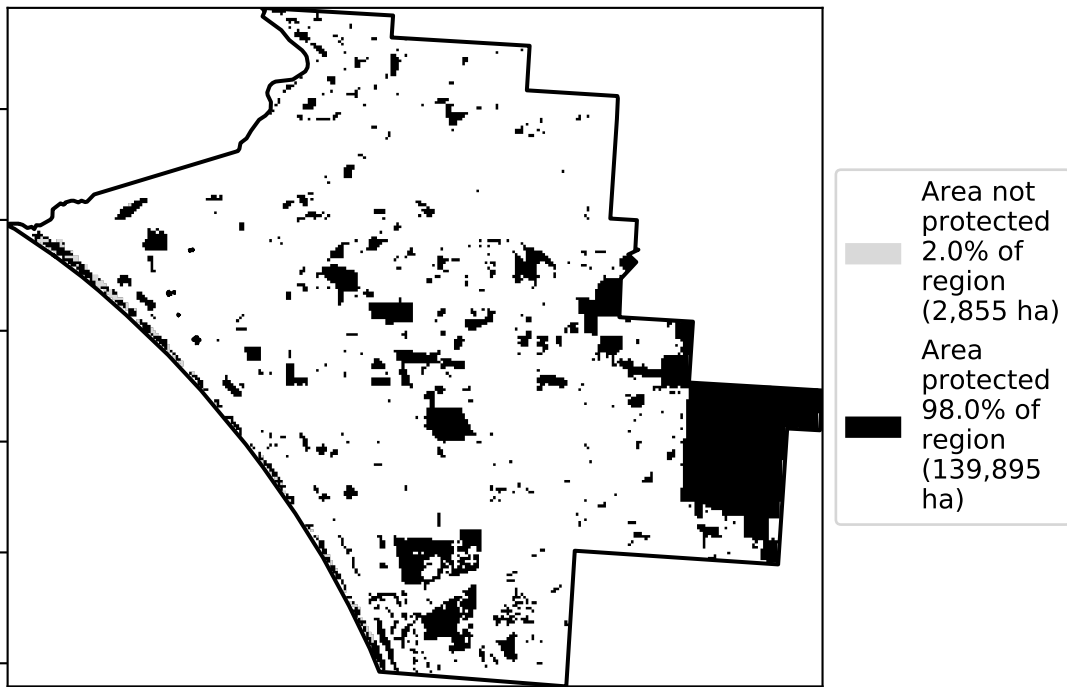 Area not
protected
2.0% of
region
(2,855 ha)
Area
protected
98.0% of
region
(139,895
ha)